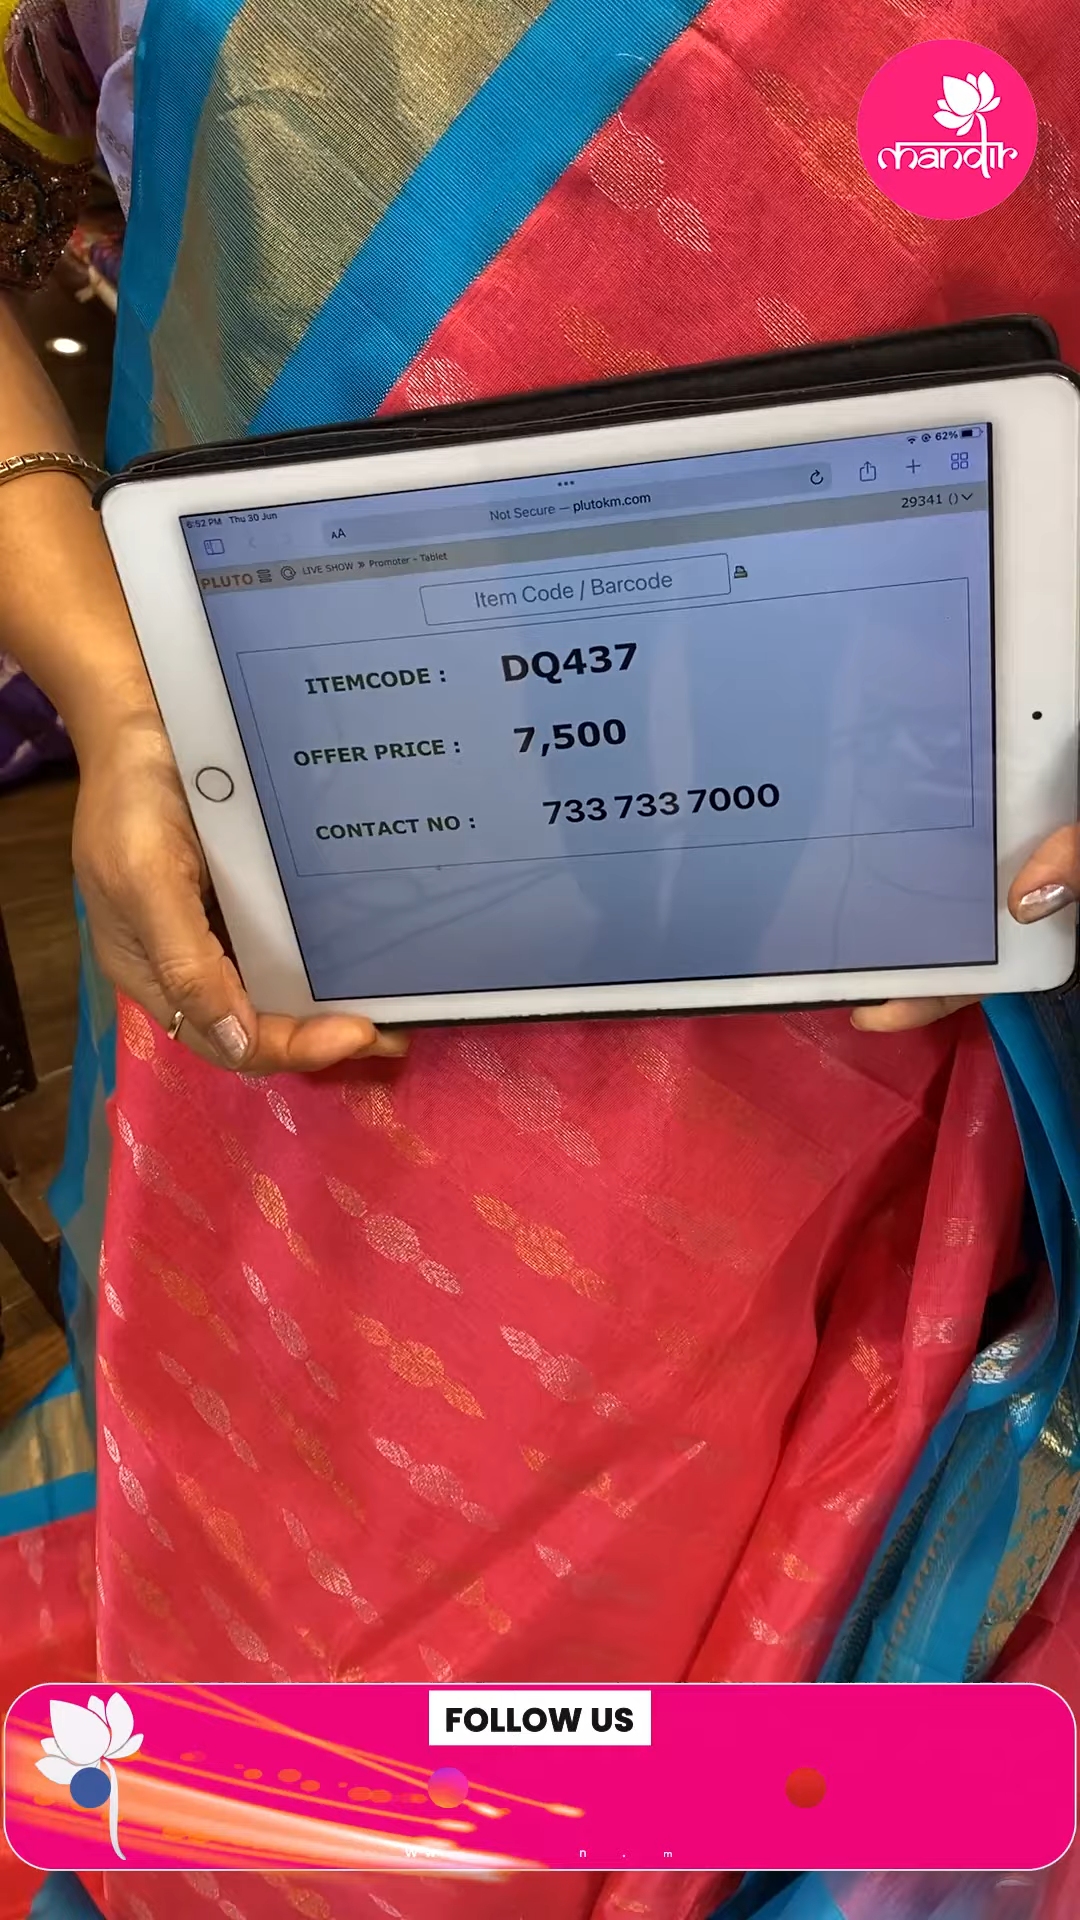 mandir
6:52 PM Thu 30 Jun
62%
AA
Not Secure — plutokm.com
29341 ()
PLUTO
LIVE SHOW » Promoter - Tablet
Item Code / Barcode
ITEMCODE : DQ437
OFFER PRICE : 7,500
CONTACT NO : 733 733 7000
FOLLOW US